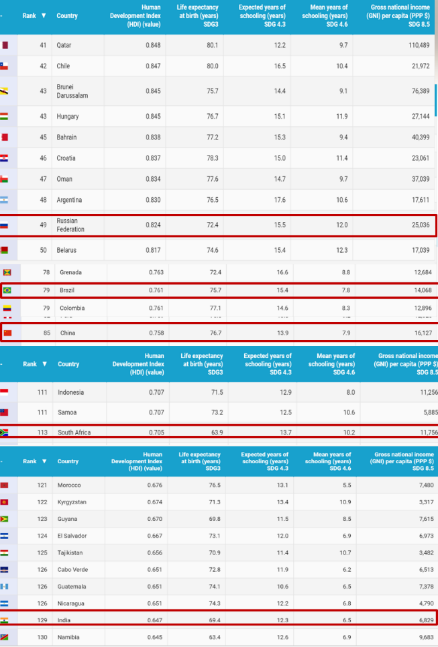 - Rank ▼ Country Human Development Index (HDI) (value) Life expectancy at birth (years) SDG3 Expected years of schooling (years) SDG 4.3 Mean years of schooling (years) SDG 4.6 Gross national income (GNI) per capita (PPP $) SDG 8.5
41 Qatar 0.848 80.1 12.2 9.7 110,489
42 Chile 0.847 80.0 16.5 10.4 21,972
43 Brunei Darussalam 0.845 75.7 14.4 9.1 76,389
43 Hungary 0.845 76.7 15.1 11.9 27,144
45 Bahrain 0.838 77.2 15.3 9.4 40,399
46 Croatia 0.837 78.3 15.0 11.4 23,061
47 Oman 0.834 77.6 14.7 9.7 37,039
48 Argentina 0.830 76.5 17.6 10.6 17,611
49 Russian Federation 0.824 72.4 15.5 12.0 25,036
50 Belarus 0.817 74.6 15.4 12.3 17,039
78 Grenada 0.763 72.4 16.6 8.8 12,684
79 Brazil 0.761 75.7 15.4 7.8 14,068
79 Colombia 0.761 77.1 14.6 8.3 12,896
85 China 0.758 76.7 13.9 7.9 16,127
- Rank ▼ Country Human Development Index (HDI) (value) Life expectancy at birth (years) SDG3 Expected years of schooling (years) SDG 4.3 Mean years of schooling (years) SDG 4.6 Gross national income (GNI) per capita (PPP $) SDG 8.5
111 Indonesia 0.707 71.5 12.9 8.0 11,256
111 Samoa 0.707 73.2 12.5 10.6 5,885
113 South Africa 0.705 63.9 13.7 10.2 11,756
- Rank ▼ Country Human Development Index (HDI) (value) Life expectancy at birth (years) SDG3 Expected years of schooling (years) SDG 4.3 Mean years of schooling (years) SDG 4.6 Gross national income (GNI) per capita (PPP $) SDG 8.5
121 Morocco 0.676 76.5 13.1 5.5 7,480
122 Kyrgyzstan 0.674 71.3 13.4 10.9 3,317
123 Guyana 0.670 69.8 11.5 8.5 7,615
124 El Salvador 0.667 73.1 12.0 6.9 6,973
125 Tajikistan 0.656 70.9 11.4 10.7 3,482
126 Cabo Verde 0.651 72.8 11.9 6.2 6,513
126 Guatemala 0.651 74.1 10.6 6.5 7,378
126 Nicaragua 0.651 74.3 12.2 6.8 4,790
129 India 0.647 69.4 12.3 6.5 6,829
130 Namibia 0.645 63.4 12.6 6.9 9,683